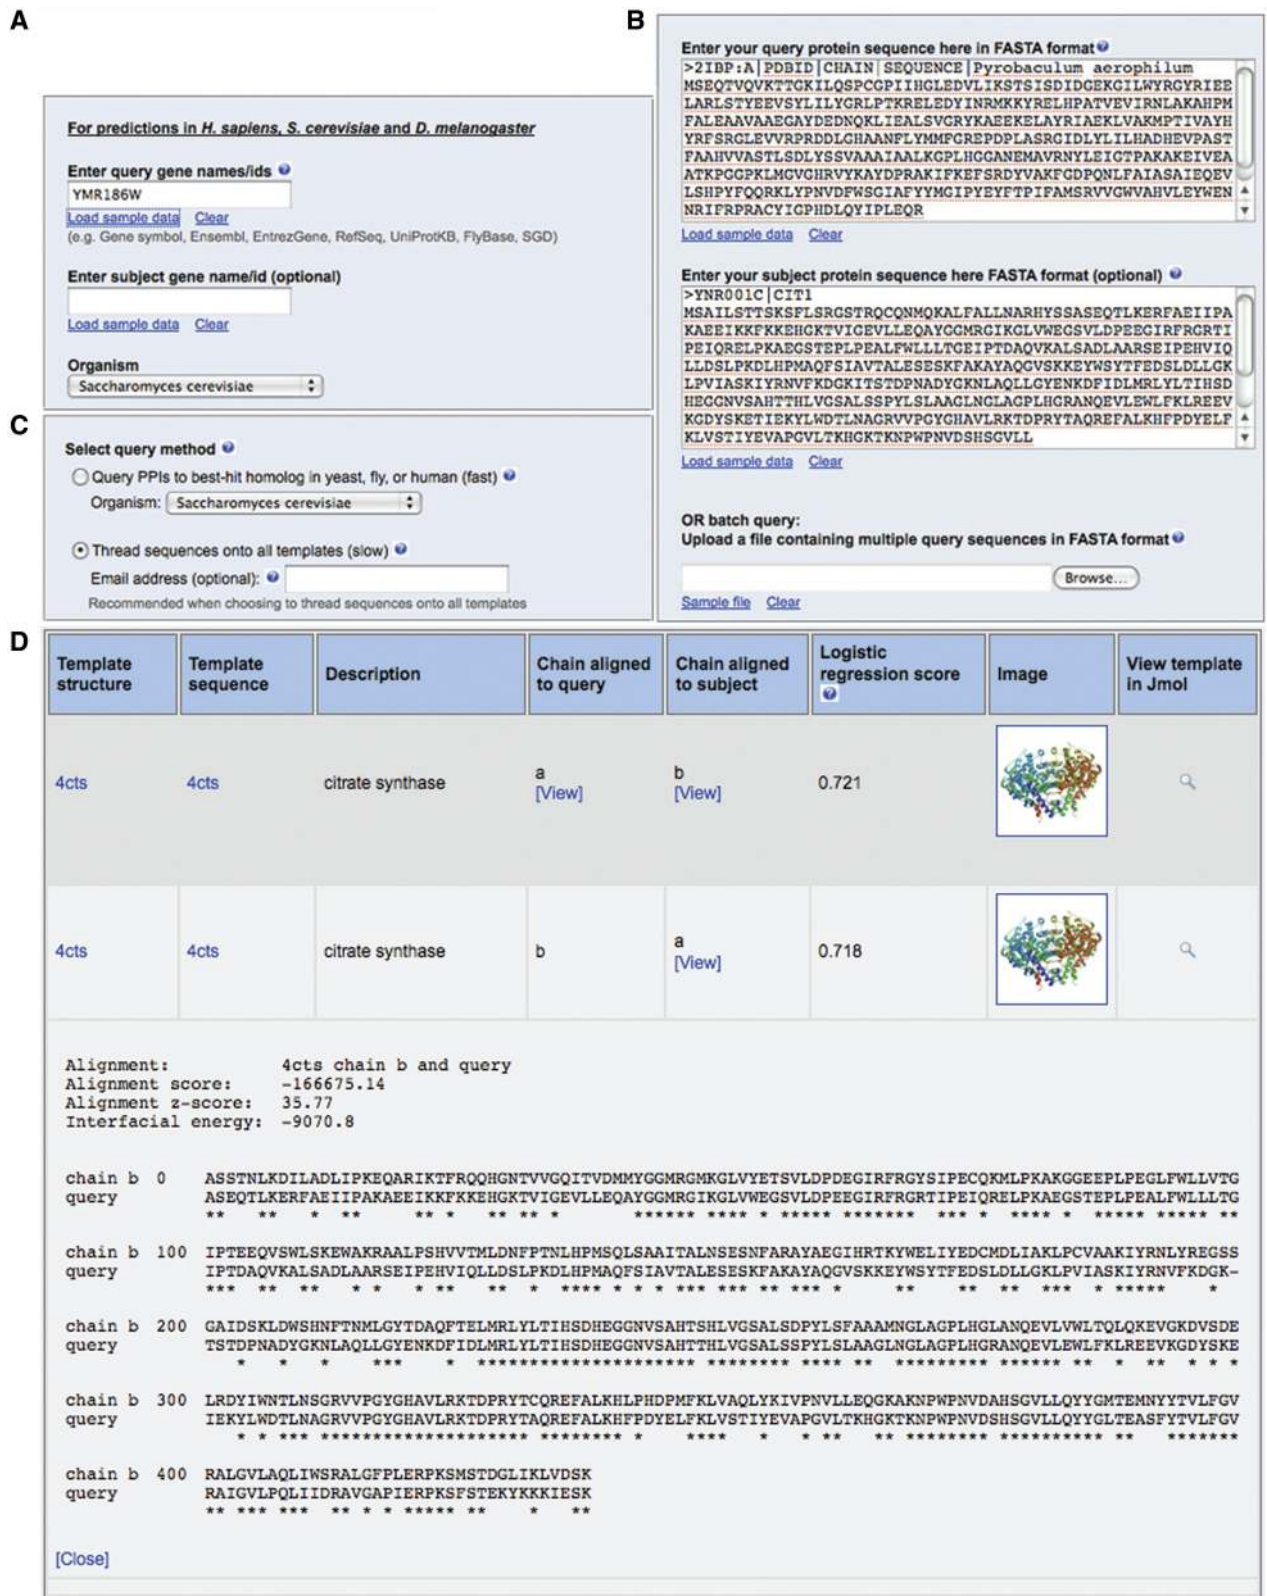 A
For predictions in H. sapiens, S. cerevisiae and D. melanogaster
Enter query gene names/ids
YMR186W
Load sample data Clear
(e.g. Gene symbol, Ensembl, EntrezGene, RefSeq, UniProtKB, FlyBase, SGD)
Enter subject gene name/id (optional)
Load sample data Clear
Organism
Saccharomyces cerevisiae
B
Enter your query protein sequence here in FASTA format
>2IBP:A|PDBID|CHAIN|SEQUENCE|Pyrobaculum aerophilum
MSEQTVQVKTTGKILQSPCGPIIHGLEDVLIKSTSISDIDGEKGILWYRGYRIEE
LARLSTYEEVSYLILYGRLPTKRELEDYINRMKKYRELHPATVEVIRNLAKAHPM
FALEAAVAAEGAYDEDNQKLIEALSVGRYKAEEKELAYRIAEKLVAKMPTIVAYH
YRFSRGLEVVRPRDDLGHAANFLYMMFGREPDPLASRGIDLYLILHADHEVPAST
FAAHVVASTLSDLYSSVAAAIAALKGPLHGGANEMAVRNYLEIGTPAKAKEIVEA
ATKPGGPKLMGVGHRVYKAYDPRAKIFKEFSRDYVAKFGDPQNLFAIASAIEQEV
LSHPYFQQRKLYPNVDFWSGIAFYYMGIPYEYFTPIFAMSRVVGWVAHVLEYWEN
NRIFRPRACYIGPHDLQYIPLEQR
Load sample data Clear
Enter your subject protein sequence here FASTA format (optional)
>YNR001C|CIT1
MSAILSTTSKSFLSRGSTRQCQNMQKALFALLNARHYSSASEQTLKERFAEIIPA
KAEEIKKFKKEHGKTVIGEVLLEQAYGGMRGIKGLVWEGSVLDPEEGIRFRGRTI
PEIQRELPKAEGSTEPLPEALFWLLLTGEIPTDAQVKALSADLAARSEIPEHVIQ
LLDSLPKDLHPMAQFSIAVTALESESKFAKAYAQGVSKKEYWSYTFEDSLDLLGK
LPVIASKIYRNVFKDGKITSTDPNADYGKNLAQLLGYENKDFIDLMRLYLTIHSD
HEGGNVSAHTTHLVGSALSSPYLSLAAGLNGLAGPLHGRANQEVLEWLFKLREEV
KGDYSKETIEKYLWDTLNAGRVVPGYGHAVLRKTDPRYTAQREFALKHFPDYELF
KLVSTIYEVAPGVLTKHGKTKNPWPNVDSHSGVLL
Load sample data Clear
OR batch query:
Upload a file containing multiple query sequences in FASTA format
Browse...
Sample file Clear
C
Select query method
Query PPIs to best-hit homolog in yeast, fly, or human (fast)
Organism: Saccharomyces cerevisiae
Thread sequences onto all templates (slow)
Email address (optional):
Recommended when choosing to thread sequences onto all templates
D
Template structure Template sequence Description Chain aligned to query Chain aligned to subject Logistic regression score Image View template in Jmol
4cts 4cts citrate synthase a [View] b [View] 0.721
4cts 4cts citrate synthase b a [View] 0.718
Alignment: 4cts chain b and query
Alignment score: -166675.14
Alignment z-score: 35.77
Interfacial energy: -9070.8
chain b 0 ASSTNLKDILADLIPKEQARIKTFRQQHGNTVVGQITVDMMYGGMRGMKGLVYETSVLDPDEGIRFRGYSIPECQKMLPKAKGGEEPLPEGLFWLLVTG
query ASEQTLKERFAEIIPAKAEEIKKFKKEHGKTVIGEVLLEQAYGGMRGIKGLVWEGSVLDPEEGIRFRGRTIPEIQRELPKAEGSTEPLPEALFWLLLTG
chain b 100 IPTEEQVSWLSKEWAKRAALPSHVVTMLDNFPTNLHPMSQLSAAITALNSESNFARAYAEGIHRTKYWELIYEDCMDLIAKLPCVAAKIYRNLYREGSS
query IPTDAQVKALSADLAARSEIPEHVIQLLDSLPKDLHPMAQFSIAVTALESESKFAKAYAQGVSKKEYWSYTFEDSLDLLGKLPVIASKIYRNVFKDGK-
chain b 200 GAIDSKLDWSHNFTNMLGYTDAQFTELMRLYLTIHSDHEGGNVSAHTSHLVGSALSDPYLSFAAAMNGLAGPLHGLANQEVLVWLTQLQKEVGKDVSDE
query TSTDPNADYGKNLAQLLGYENKDFIDLMRLYLTIHSDHEGGNVSAHTTHLVGSALSSPYLSLAAGLNGLAGPLHGRANQEVLEWLFKLREEVKGDYSKE
chain b 300 LRDYIWNTLNSGRVVPGYGHAVLRKTDPRYTCQREFALKHLPHDPMFKLVAQLYKIVPNVLLEQGKAKNPWPNVDAHSGVLLQYYGMTEMNYYTVLFGV
query IEKYLWDTLNAGRVVPGYGHAVLRKTDPRYTAQREFALKHFPDYELFKLVSTIYEVAPGVLTKHGKTKNPWPNVDSHSGVLLQYYGLTEASFYTVLFGV
chain b 400 RALGVLAQLIWSRALGFPLERPKSMSTDGLIKLVDSK
query RAIGVLPQLIIDRAVGAPIERPKSFSTEKYKKKIESK
[Close]